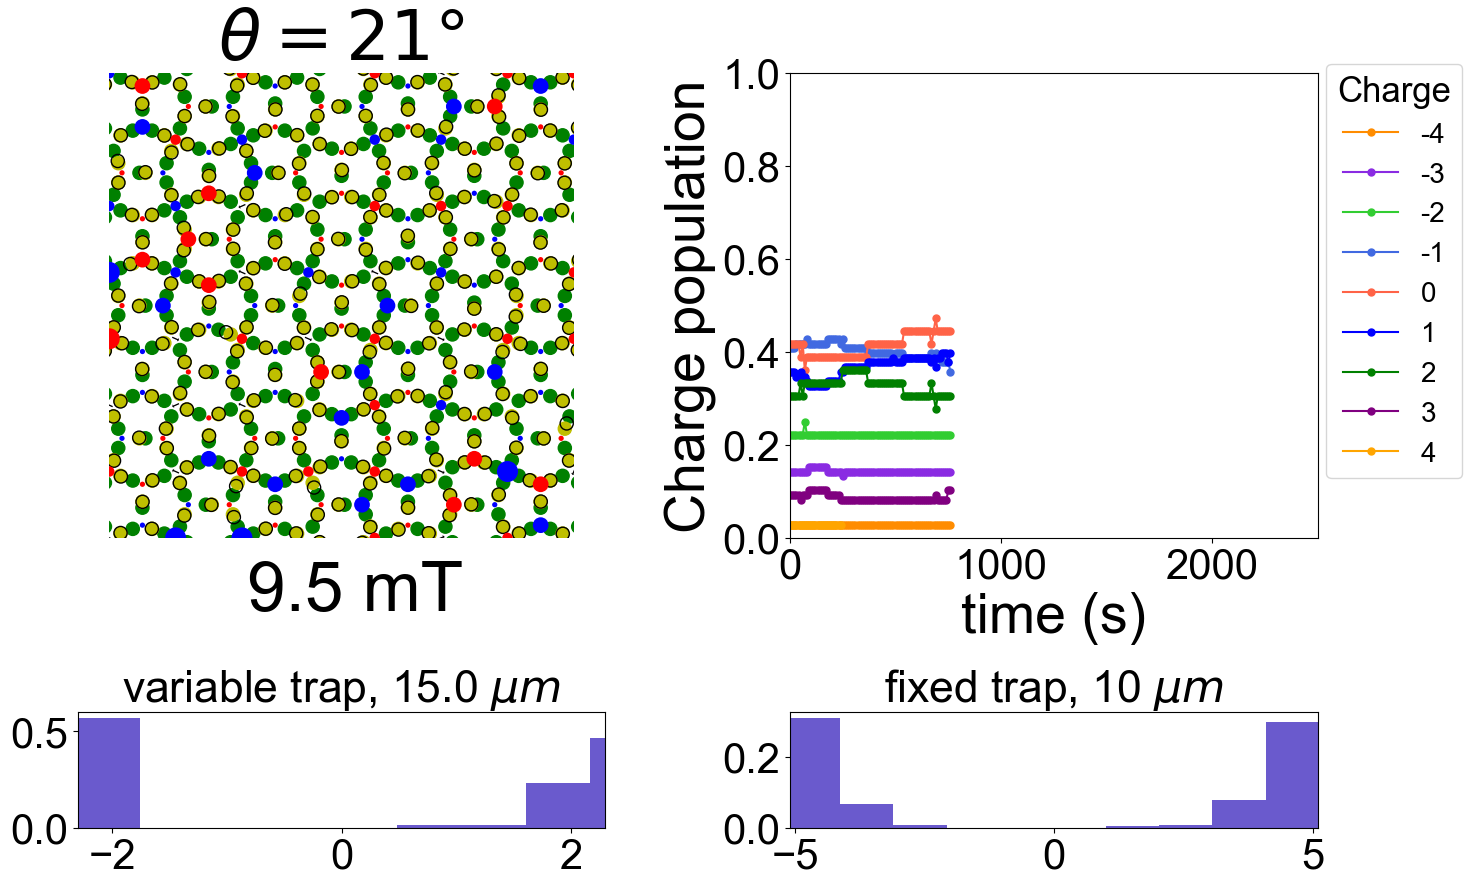 θ = 21°
9.5 mT
Charge population
1.0
0.8
0.6
0.4
0.2
0.0
0 1000 2000
time (s)
Charge
-4
-3
-2
-1
0
1
2
3
4
variable trap, 15.0 μm
0.5
0.0
−2 0 2
fixed trap, 10 μm
0.2
0.0
−5 0 5